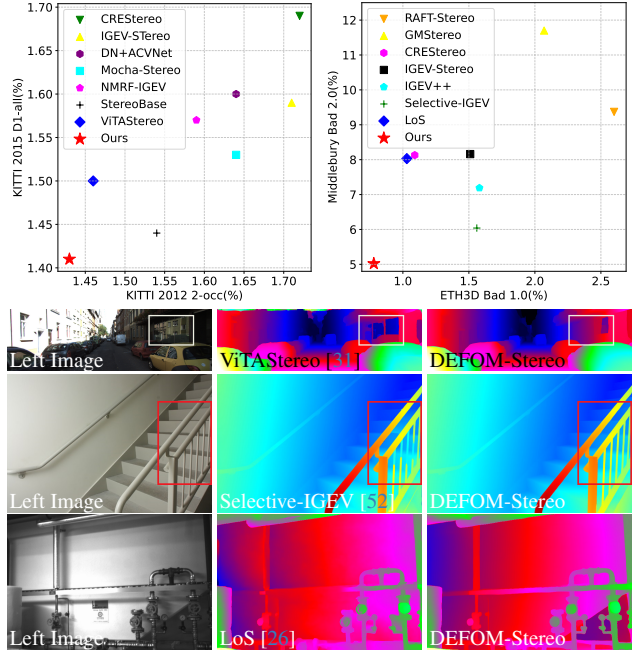 KITTI 2015 D1-all(%)
1.70
1.65
1.60
1.55
1.50
1.45
1.40
CREStereo
IGEV-STereo
DN+ACVNet
Mocha-Stereo
NMRF-IGEV
StereoBase
ViTAStereo
Ours
1.45 1.50 1.55 1.60 1.65 1.70
KITTI 2012 2-occ(%)
Middlebury Bad 2.0(%)
12
11
10
9
8
7
6
5
RAFT-Stereo
GMStereo
CREStereo
IGEV-Stereo
IGEV++
Selective-IGEV
LoS
Ours
1.0 1.5 2.0 2.5
ETH3D Bad 1.0(%)
Left Image ViTAStereo [31] DEFOM-Stereo
Left Image Selective-IGEV [52] DEFOM-Stereo
Left Image LoS [26] DEFOM-Stereo